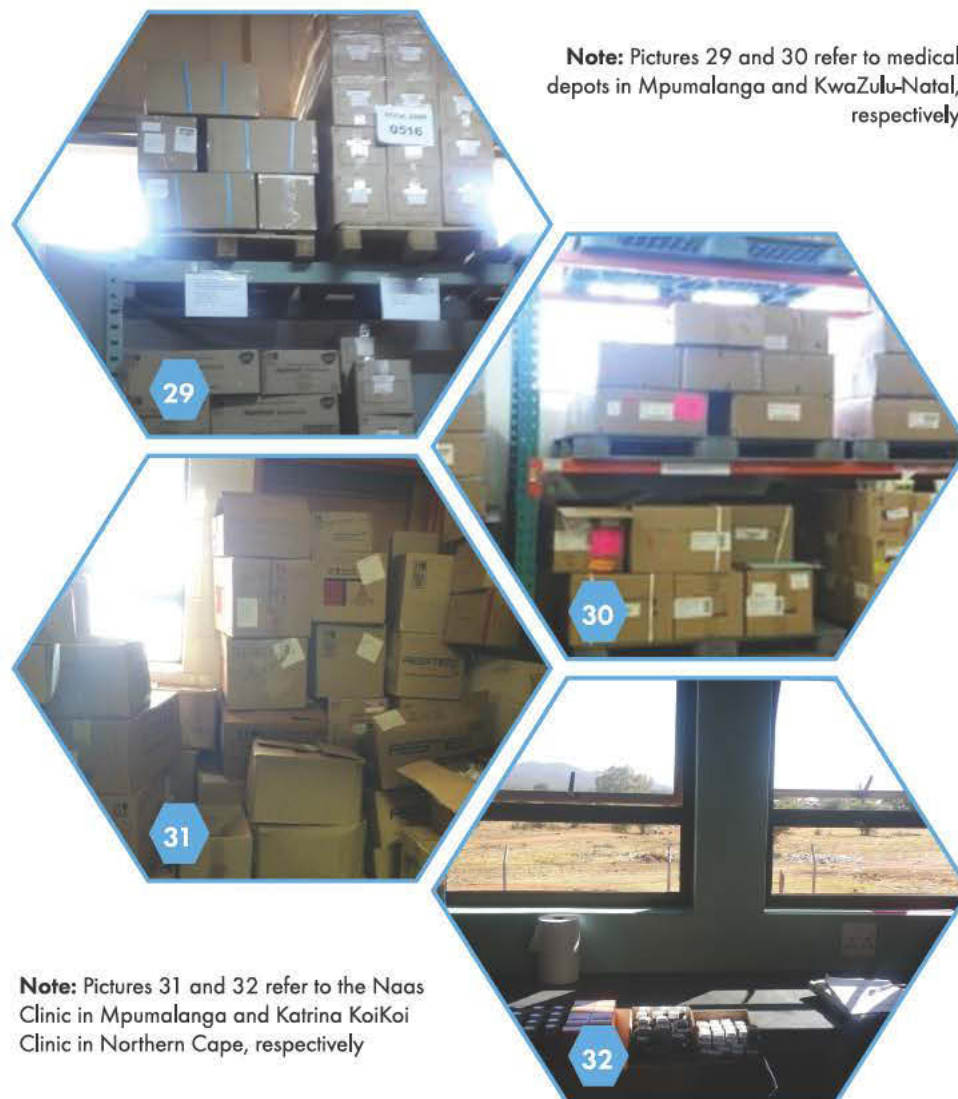 Note: Pictures 29 and 30 refer to medical
depots in Mpumalanga and KwaZulu-Natal,
respectively
0516
29
30
31
32
Note: Pictures 31 and 32 refer to the Naas
Clinic in Mpumalanga and Katrina KoiKoi
Clinic in Northern Cape, respectively